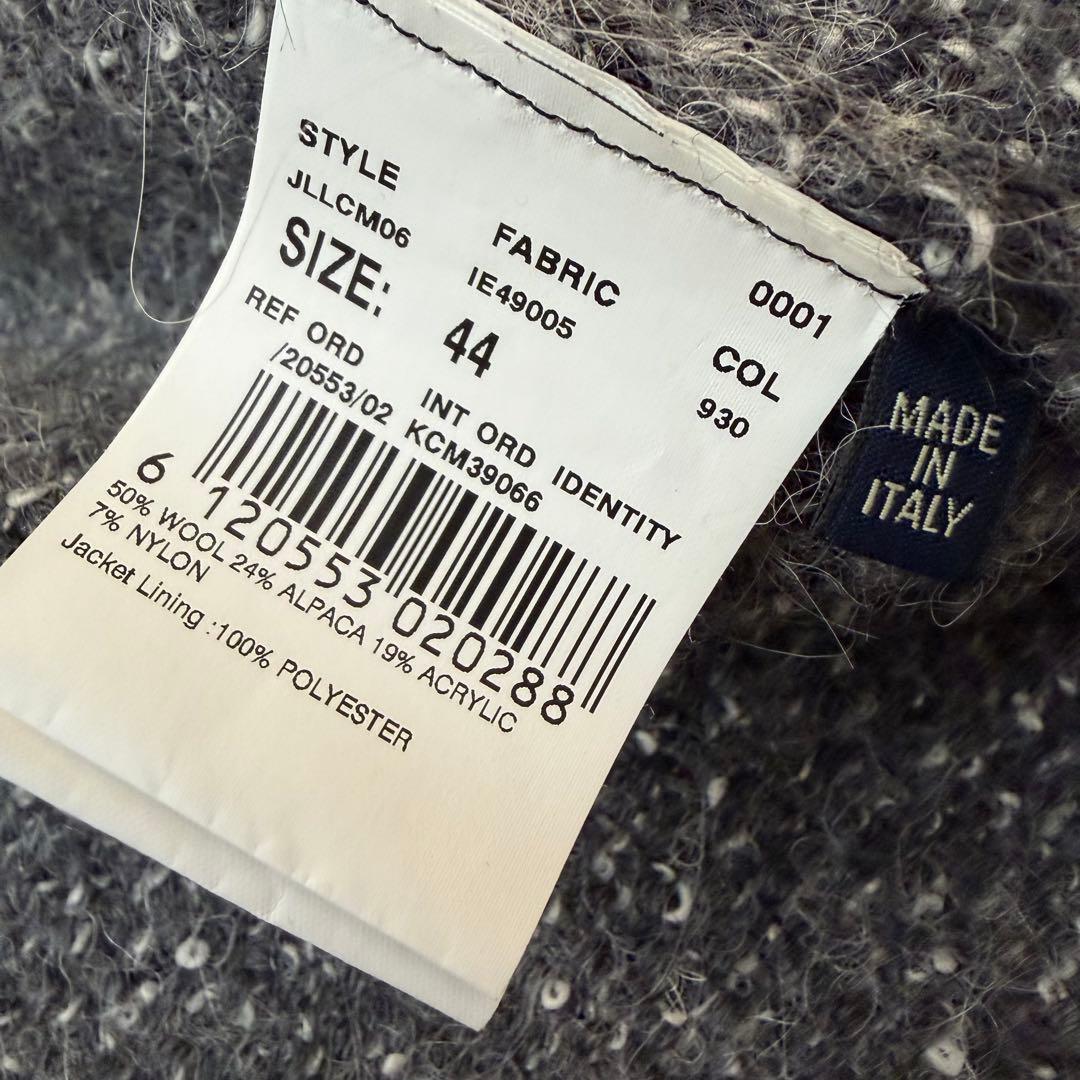 STYLE FABRIC 0001
JLLCM06 IE49005 COL
SIZE: 44 930
REF ORD INT ORD IDENTITY
/20553/02 KCM39066
6 120553 020288
50% WOOL 24% ALPACA 19% ACRYLIC
7% NYLON
Jacket Lining :100% POLYESTER
MADE
IN
ITALY